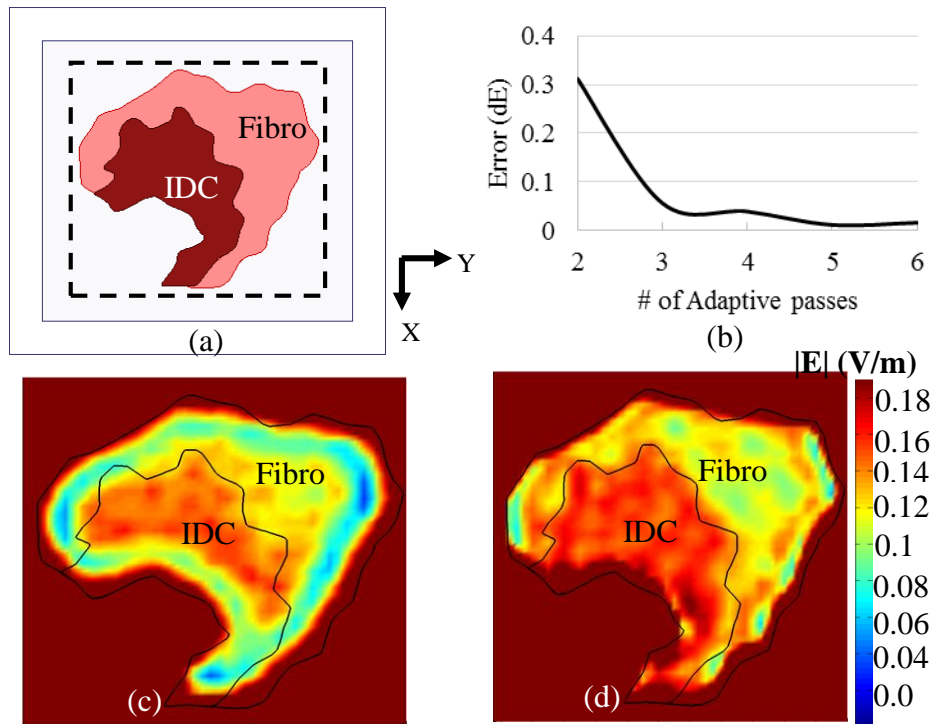 Fibro
IDC
Y
X
(a)
Error (dE)
0.4
0.3
0.2
0.1
0
2 3 4 5 6
# of Adaptive passes
(b)
|E| (V/m)
Fibro
IDC
(c)
Fibro
IDC
(d)
0.18
0.16
0.14
0.12
0.1
0.08
0.06
0.04
0.0